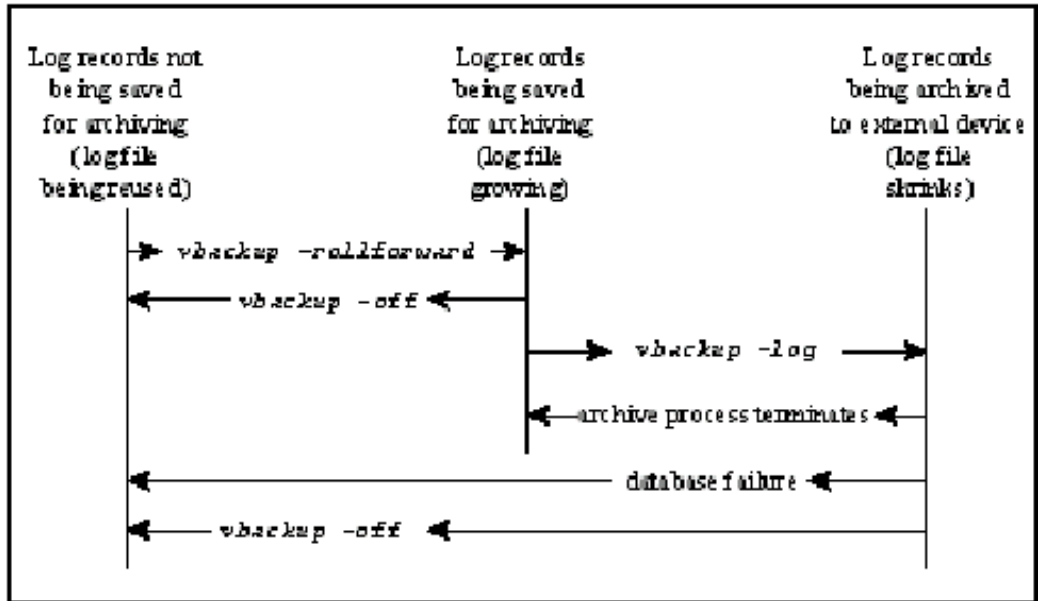 Log records not
being saved
for archiving
(log file
being reused)
Log records
being saved
for archiving
(log file
growing)
Log records
being archived
to external device
(log file
shrinks)
vbackup -rollforward
vbackup -off
vbackup -log
archive process terminates
database failure
vbackup -off